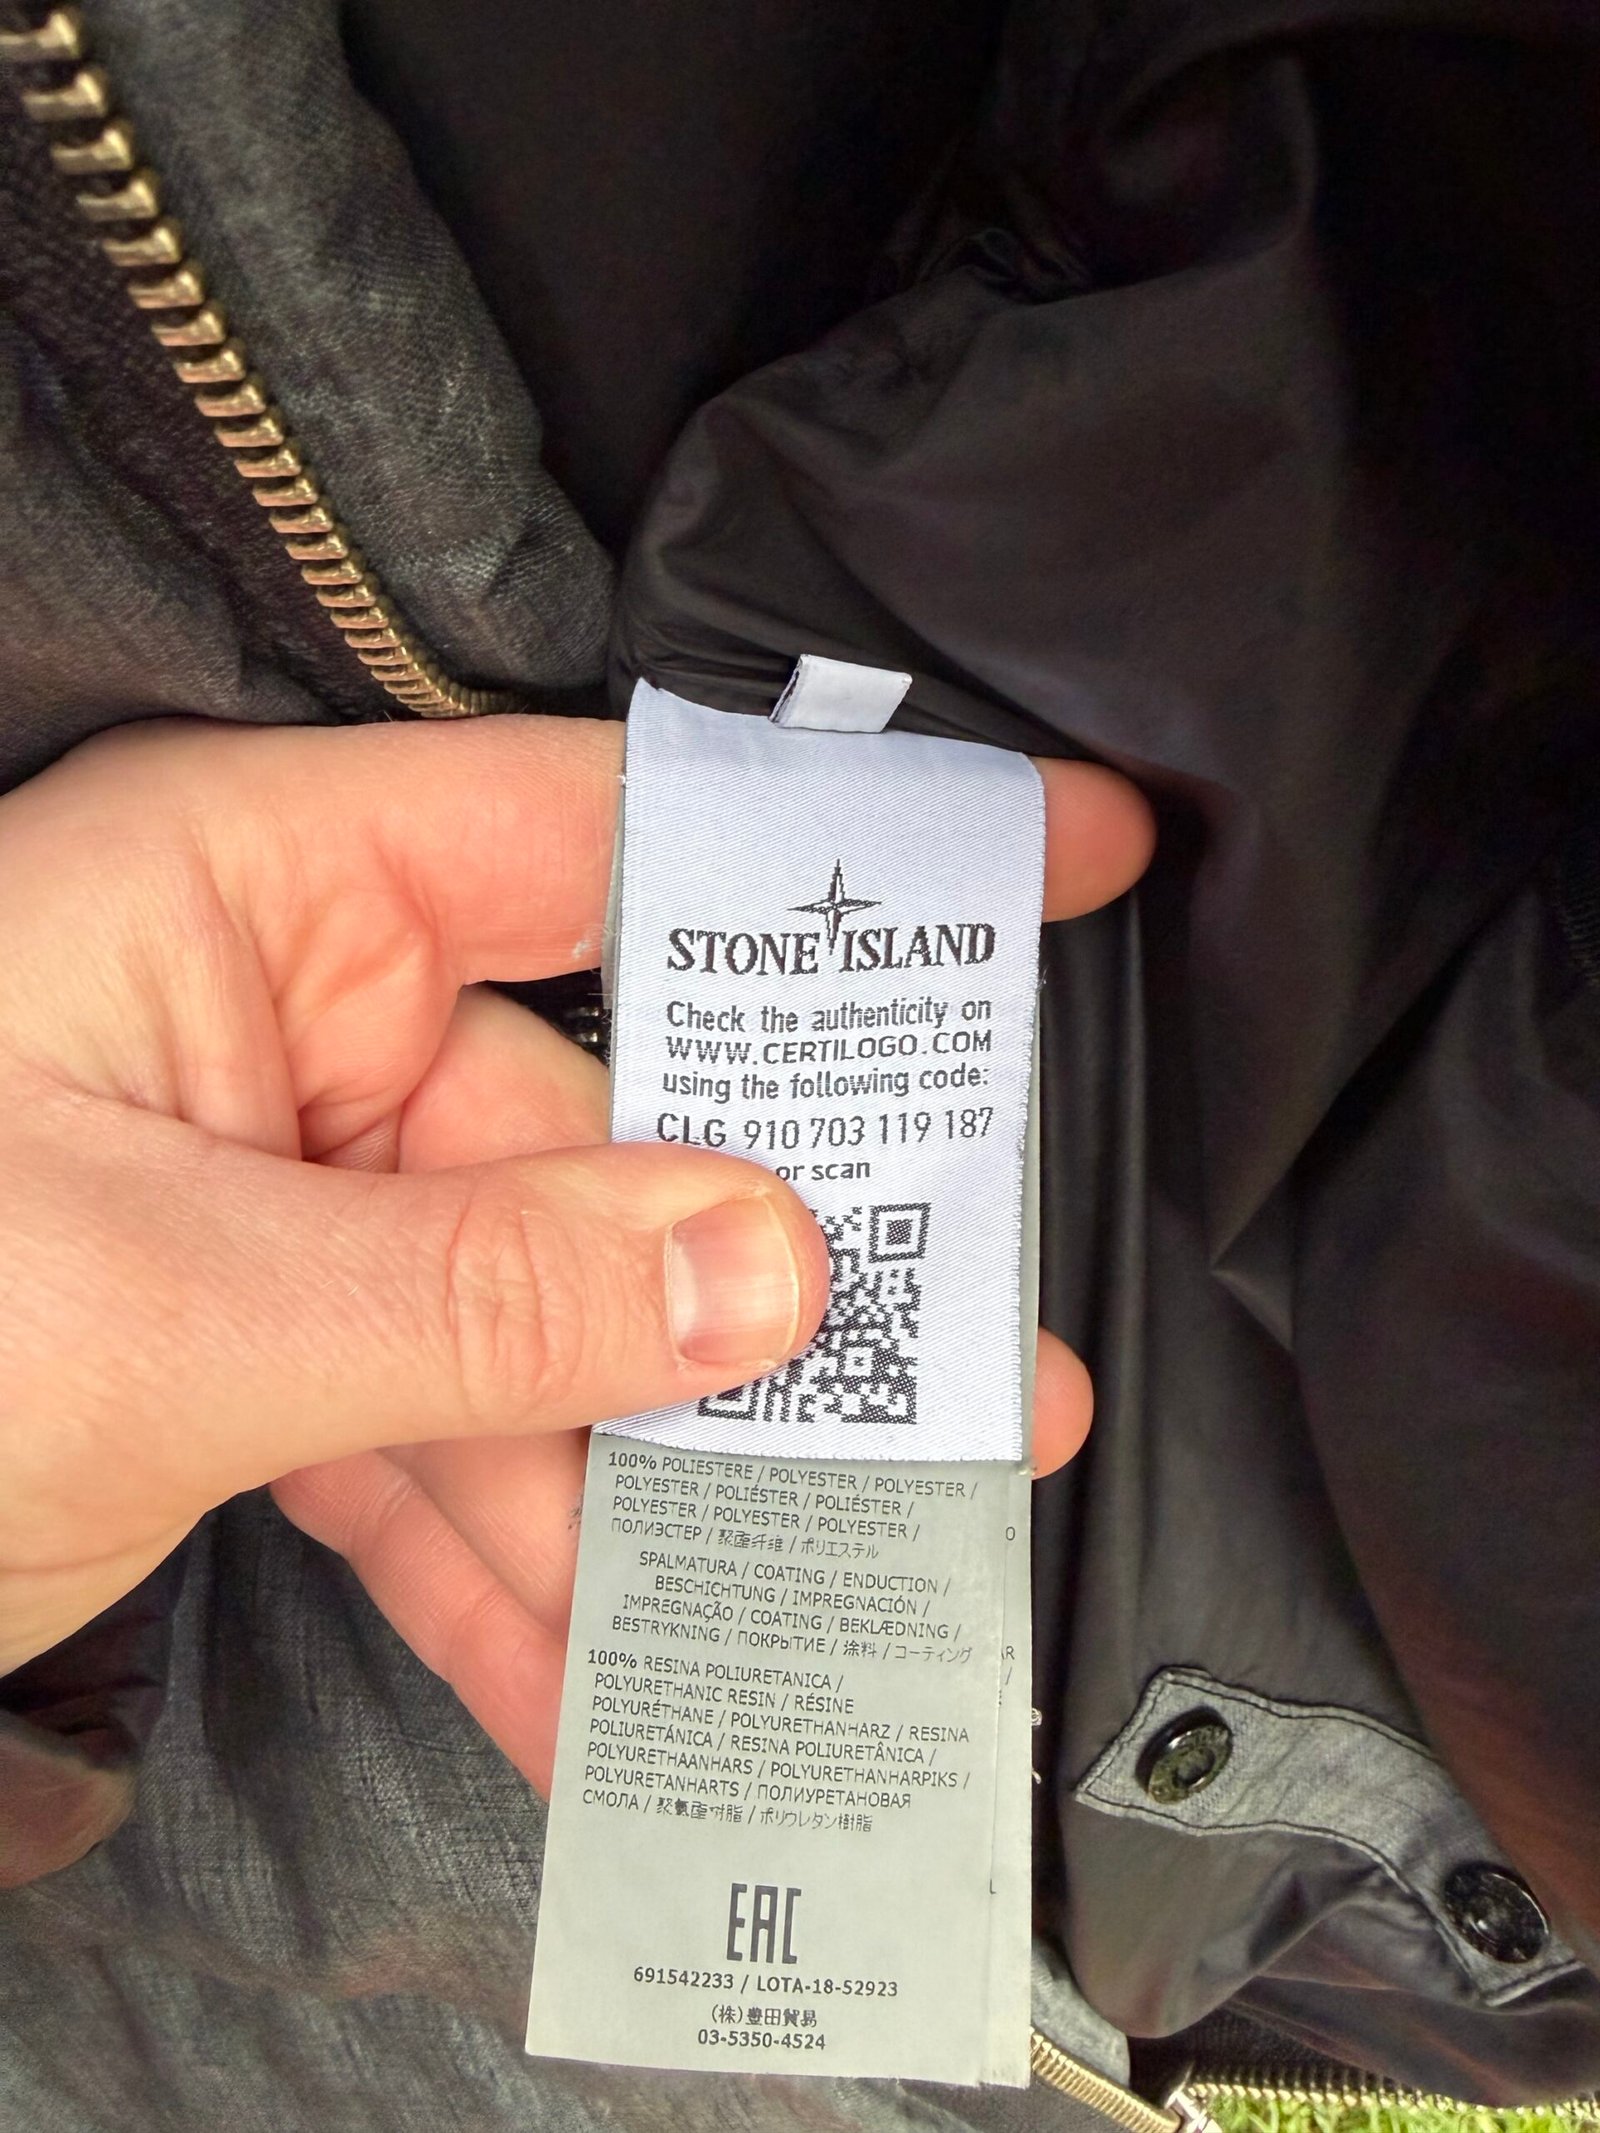 STONE ISLAND
Check the authenticity on
WWW.CERTILOGO.COM
using the following code:
CLG 910 703 119 187
or scan
100% POLIESTERE / POLYESTER / POLYESTER /
POLYESTER / POLIÉSTER / POLIÉSTER /
POLYESTER / POLYESTER / POLYESTER /
ПОЛИЭСТЕР / 聚酯纤维 / ポリエステル
SPALMATURA / COATING / ENDUCTION /
BESCHICHTUNG / IMPREGNACIÓN /
IMPREGNAÇÃO / COATING / BEKLÆDNING /
BESTRYKNING / ПОКРЫТИЕ / 涂料 / コーティング
100% RESINA POLIURETANICA /
POLYURETHANIC RESIN / RÉSINE
POLYURÉTHANE / POLYURETHANHARZ / RESINA
POLIURETÁNICA / RESINA POLIURETÂNICA /
POLYURETHAANHARS / POLYURETHANHARPIKS /
POLYURETANHARTS / ПОЛИУРЕТАНОВАЯ
СМОЛА / 聚氨酯树脂 / ポリウレタン樹脂
EAC
691542233 / LOTA-18-52923
(株)豊田貿易
03-5350-4524